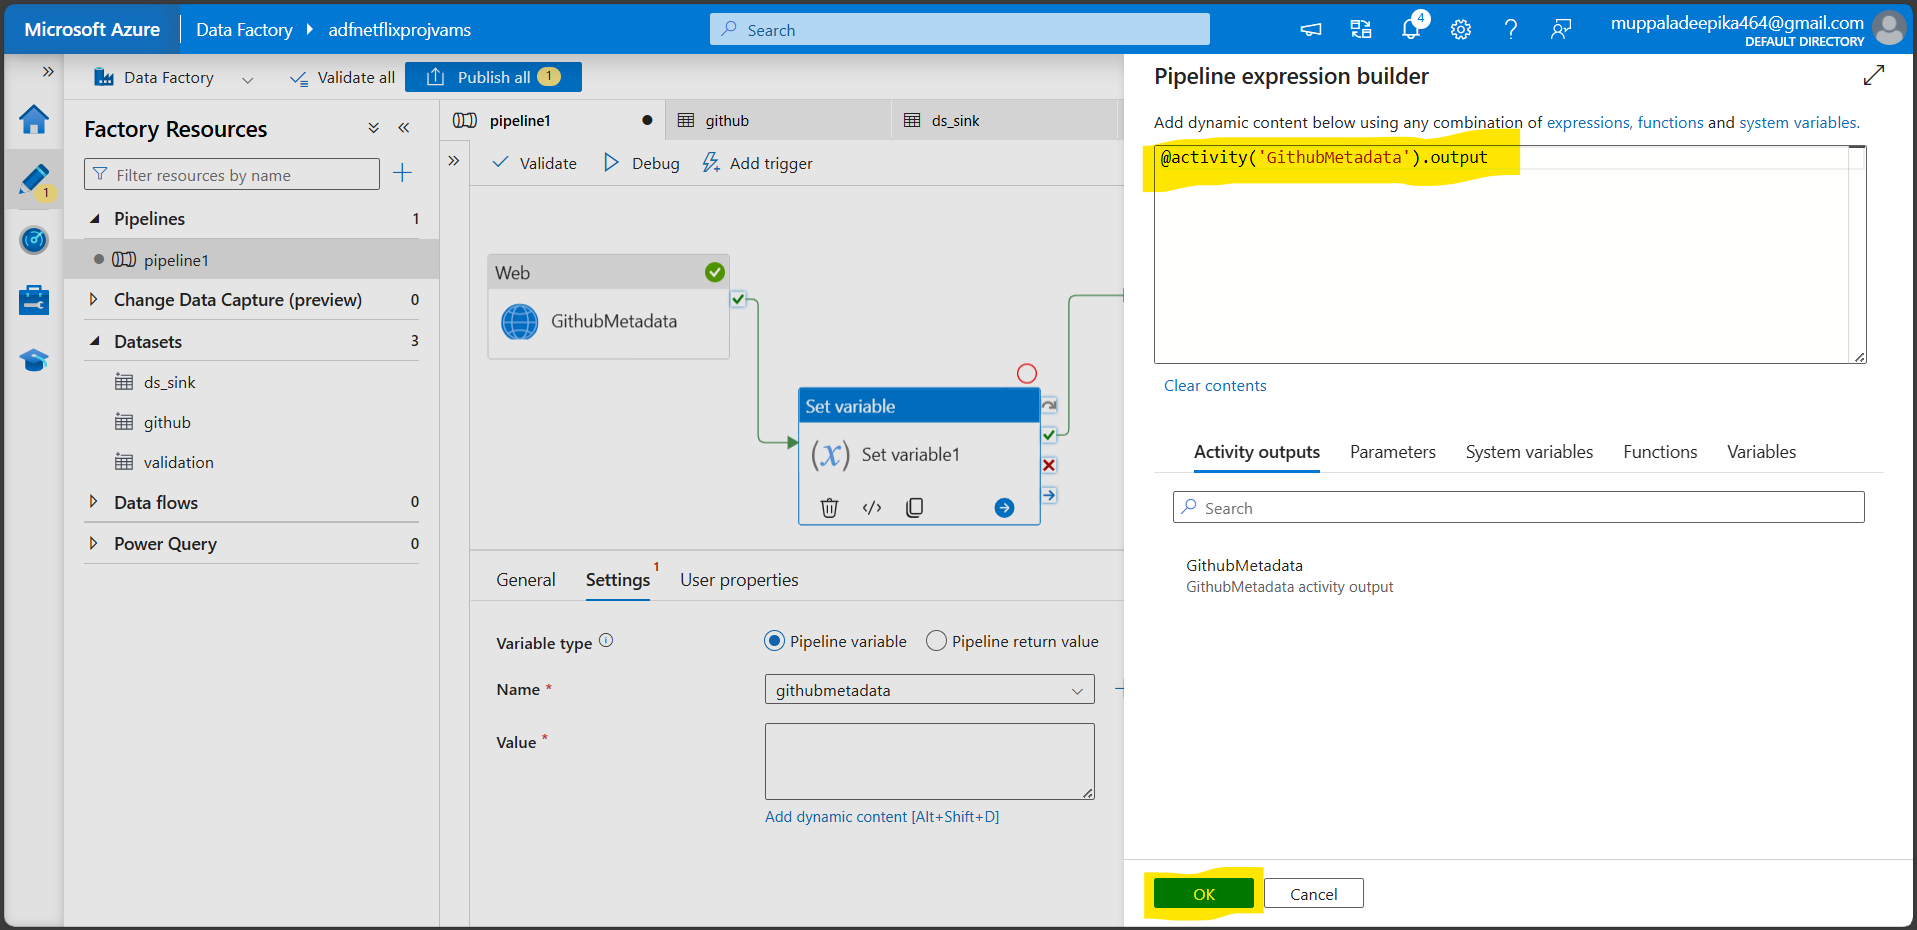 Microsoft Azure
Data Factory
adfnetflixprojvams
Search
4
muppaladeepika464@gmail.com
DEFAULT DIRECTORY
Data Factory
Validate all
Publish all 1
1
Factory Resources
Filter resources by name
Pipelines 1
pipeline1
Change Data Capture (preview) 0
Datasets 3
ds_sink
github
validation
Data flows 0
Power Query 0
pipeline1
github
ds_sink
Validate
Debug
Add trigger
Web
GithubMetadata
Set variable
(x) Set variable1
General
Settings 1
User properties
Variable type
Pipeline variable
Pipeline return value
Name *
githubmetadata
Value *
Add dynamic content [Alt+Shift+D]
Pipeline expression builder
Add dynamic content below using any combination of expressions, functions and system variables.
@activity('GithubMetadata').output
Clear contents
Activity outputs
Parameters
System variables
Functions
Variables
Search
GithubMetadata
GithubMetadata activity output
OK
Cancel